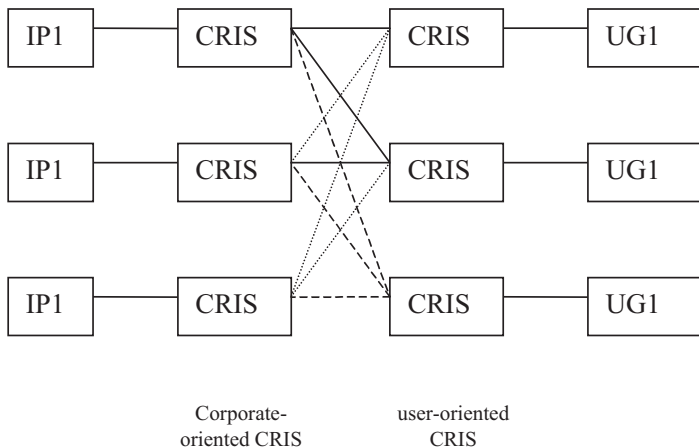 IP1 CRIS CRIS UG1
IP1 CRIS CRIS UG1
IP1 CRIS CRIS UG1
Corporate-
oriented CRIS
user-oriented
CRIS